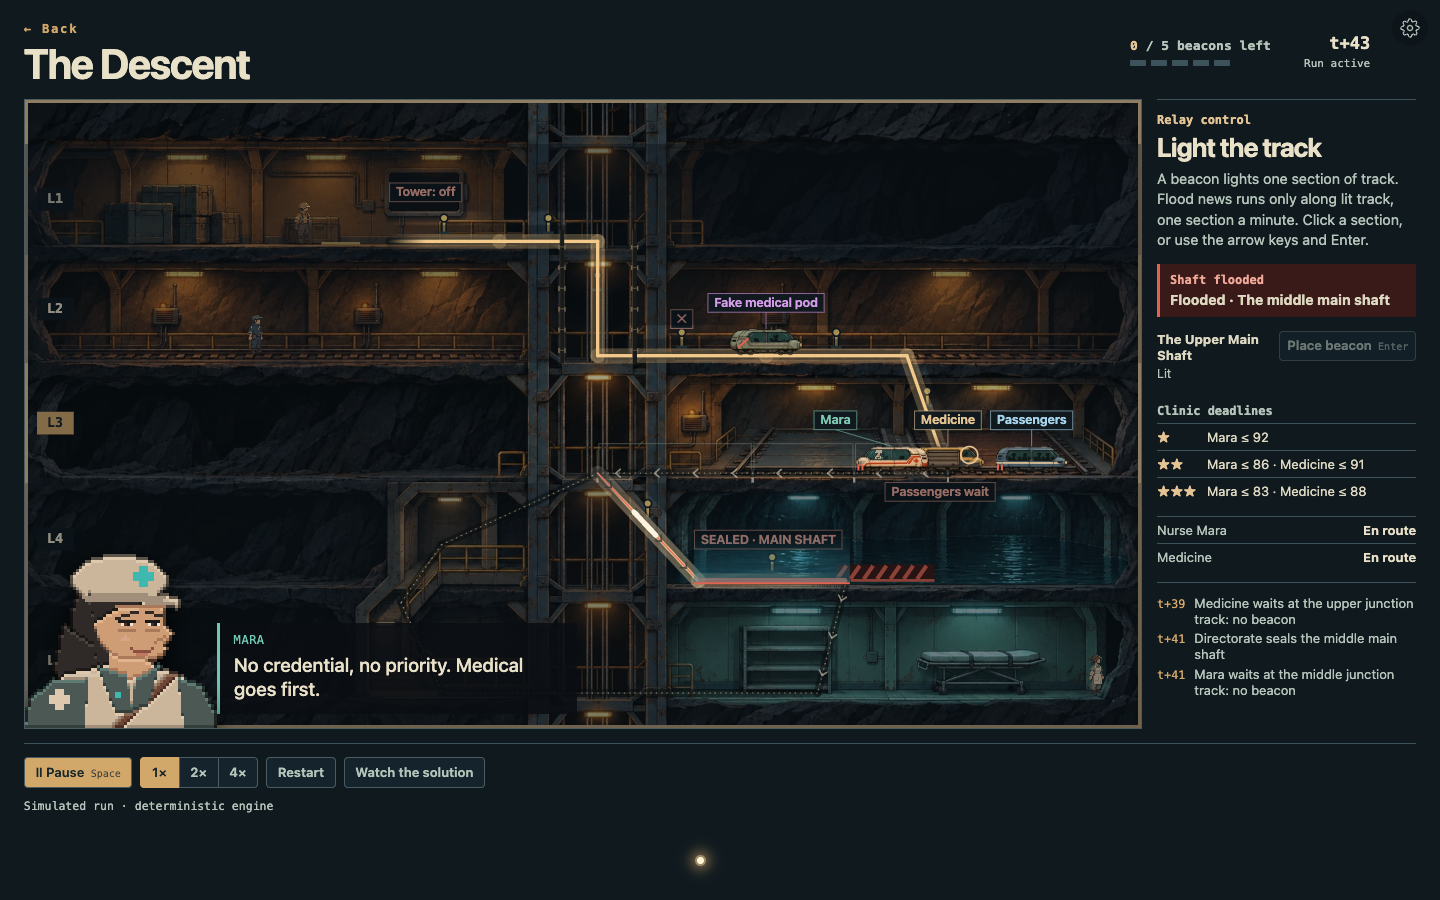 ← Back
The Descent
0 / 5 beacons left
t+43
Run active
L1
Tower: off
L2
Fake medical pod
L3
Mara
Medicine
Passengers
Passengers wait
L4
SEALED · MAIN SHAFT
MARA
No credential, no priority. Medical
goes first.
Relay control
Light the track
A beacon lights one section of track.
Flood news runs only along lit track,
one section a minute. Click a section,
or use the arrow keys and Enter.
Shaft flooded
Flooded · The middle main shaft
The Upper Main
Shaft
Lit
Place beacon Enter
Clinic deadlines
★ Mara ≤ 92
★★ Mara ≤ 86 · Medicine ≤ 91
★★★ Mara ≤ 83 · Medicine ≤ 88
Nurse Mara En route
Medicine En route
t+39 Medicine waits at the upper junction
track: no beacon
t+41 Directorate seals the middle main
shaft
t+41 Mara waits at the middle junction
track: no beacon
II Pause Space
1×
2×
4×
Restart
Watch the solution
Simulated run · deterministic engine